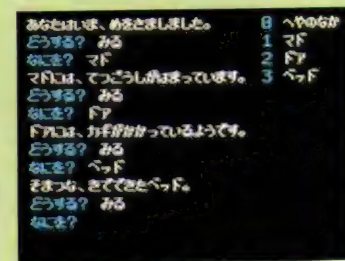 あなたはいま、めをさましました。
どうする? みる
なにを? マド
マドには、てつごうしがはまっています。
どうする? みる
なにを? ドア
ドアには、カギがかかっているようです。
どうする? みる
なにを? ベッド
そまつな、きでできたベッド。
どうする? みる
なにを?
0 へやのなか
1 マド
2 ドア
3 ベッド